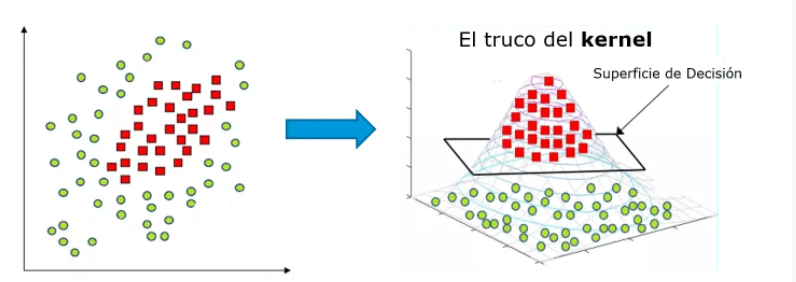 El truco del kernel
Superficie de Decisión